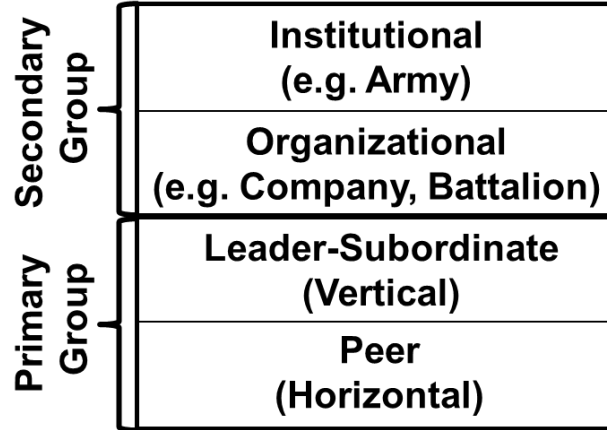 Secondary
Group
Institutional
(e.g. Army)
Organizational
(e.g. Company, Battalion)
Primary
Group
Leader-Subordinate
(Vertical)
Peer
(Horizontal)